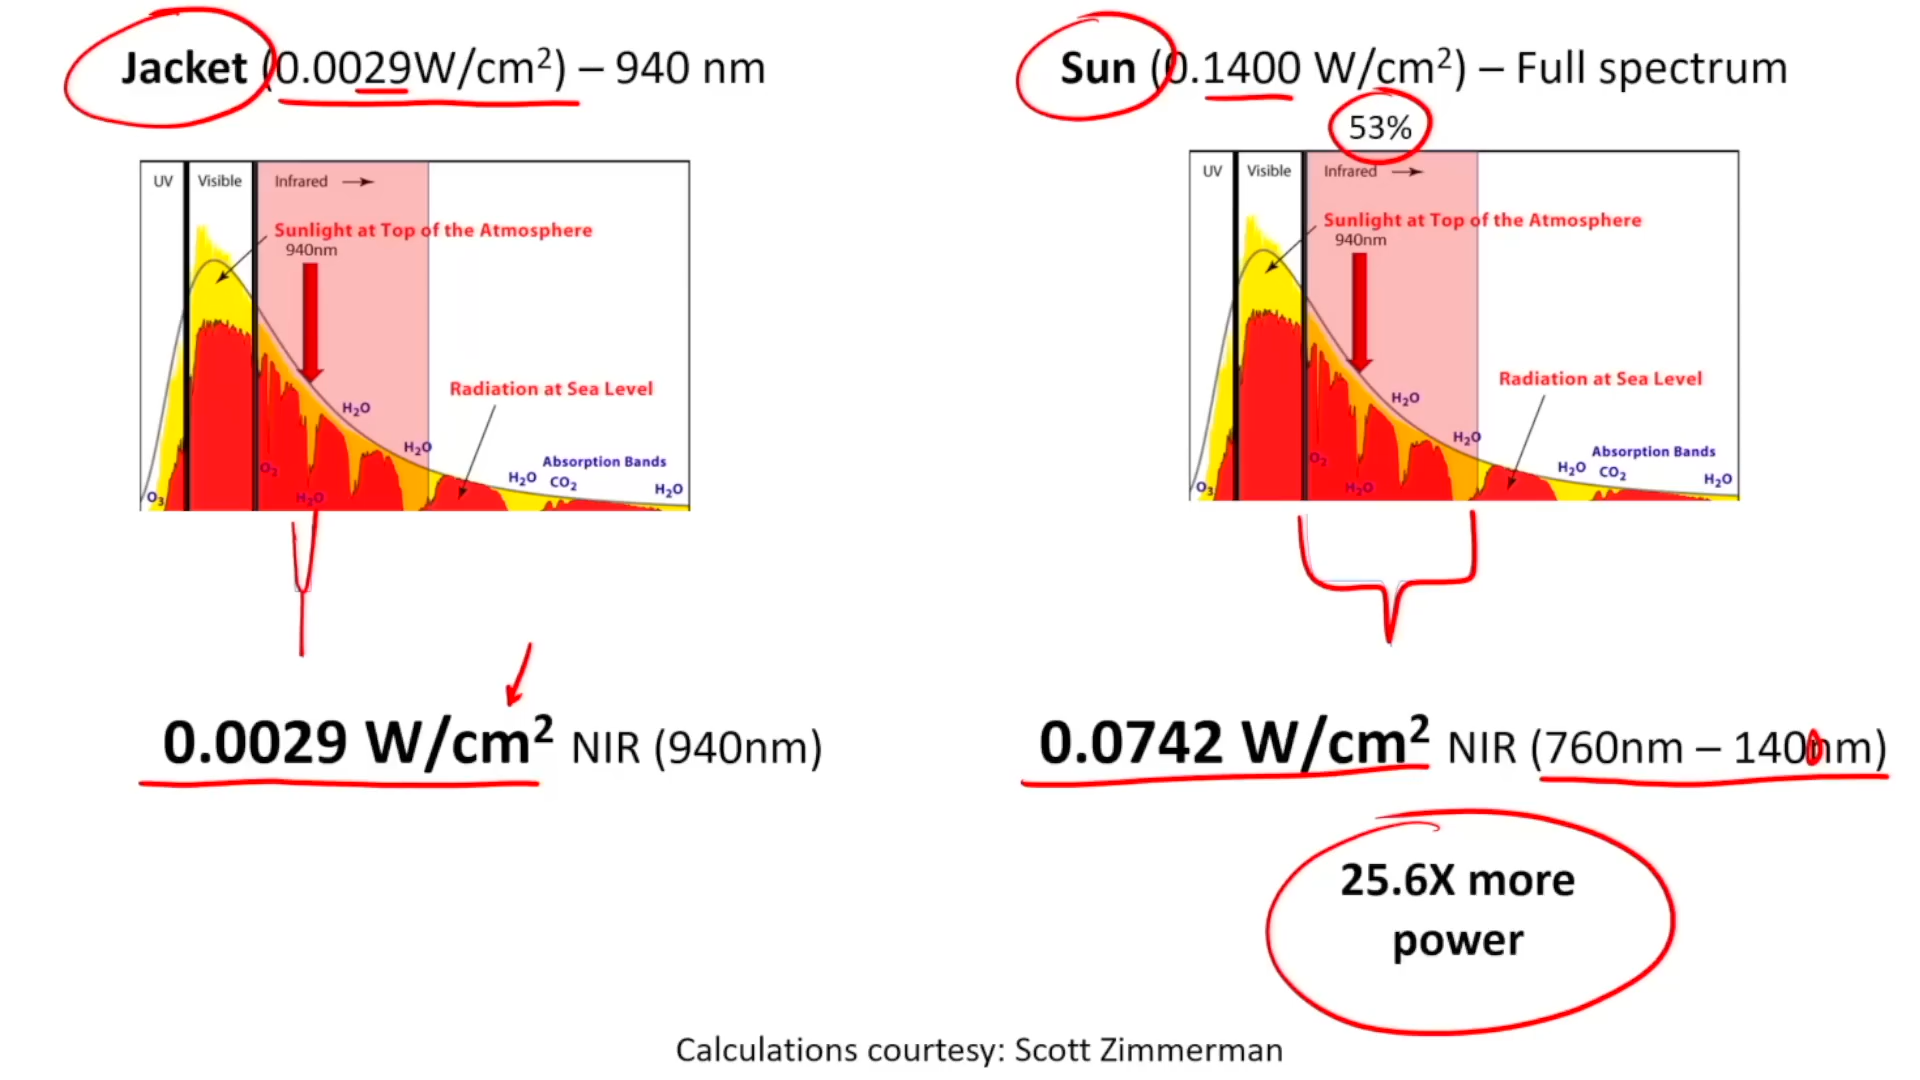 Jacket (0.0029W/cm²) – 940 nm
UV Visible Infrared
Sunlight at Top of the Atmosphere
940nm
Radiation at Sea Level
H₂O
H₂O
Absorption Bands
O₂
H₂O CO₂
O₃ H₂O H₂O
0.0029 W/cm² NIR (940nm)
Sun (0.1400 W/cm²) – Full spectrum
53%
UV Visible Infrared
Sunlight at Top of the Atmosphere
940nm
Radiation at Sea Level
H₂O
H₂O
Absorption Bands
O₂
H₂O CO₂
O₃ H₂O H₂O
0.0742 W/cm² NIR (760nm – 1400nm)
25.6X more
power
Calculations courtesy: Scott Zimmerman